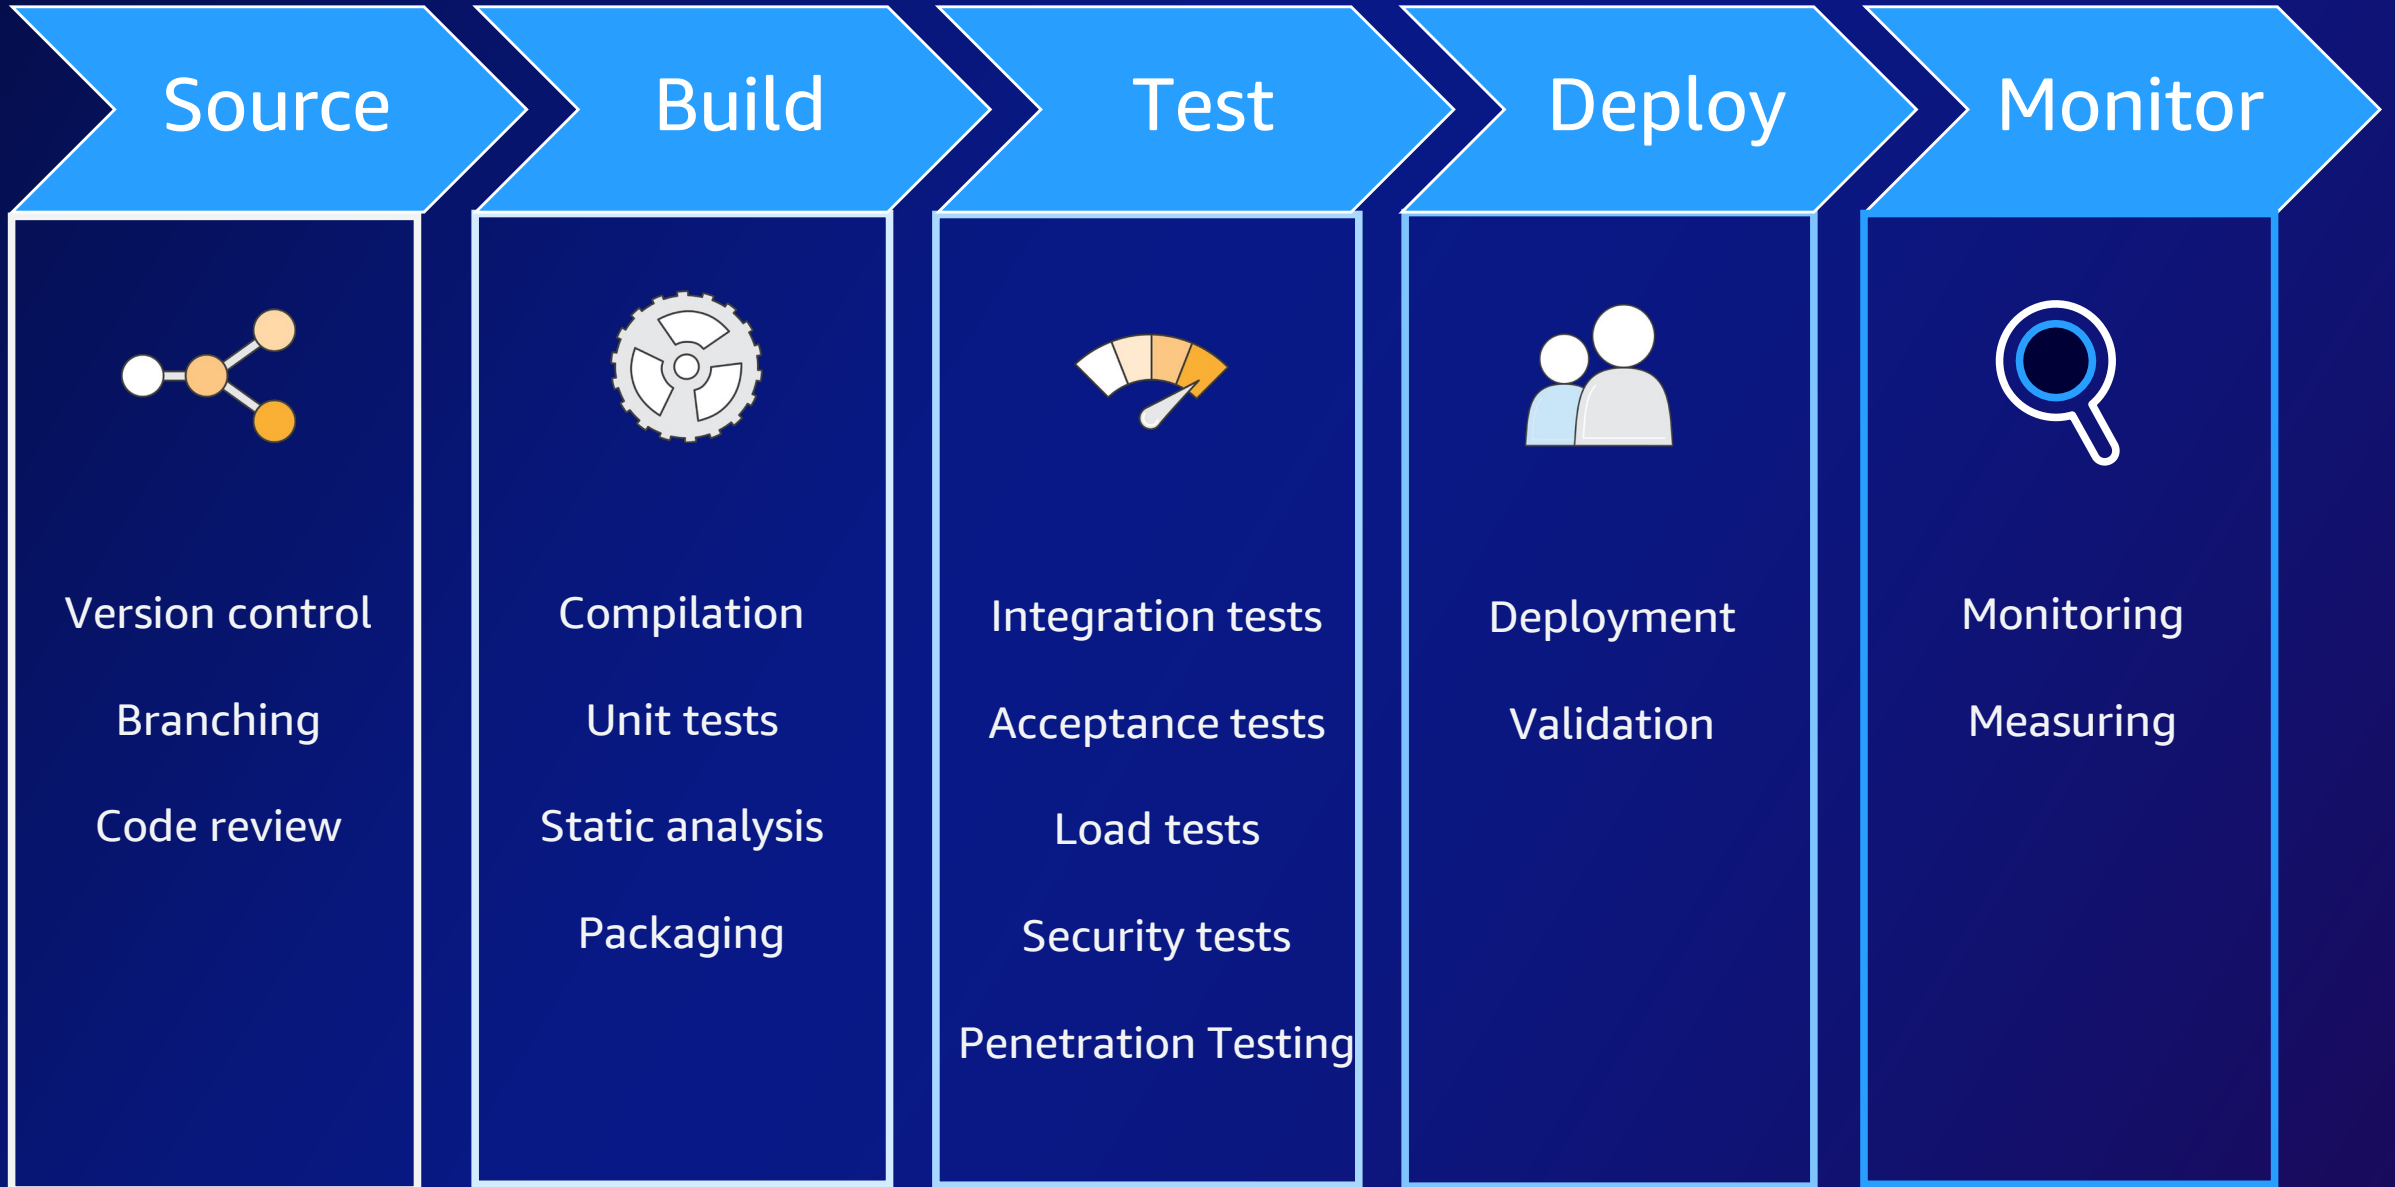 Source
Build
Test
Deploy
Monitor
Version control
Branching
Code review
Compilation
Unit tests
Static analysis
Packaging
Integration tests
Acceptance tests
Load tests
Security tests
Penetration Testing
Deployment
Validation
Monitoring
Measuring